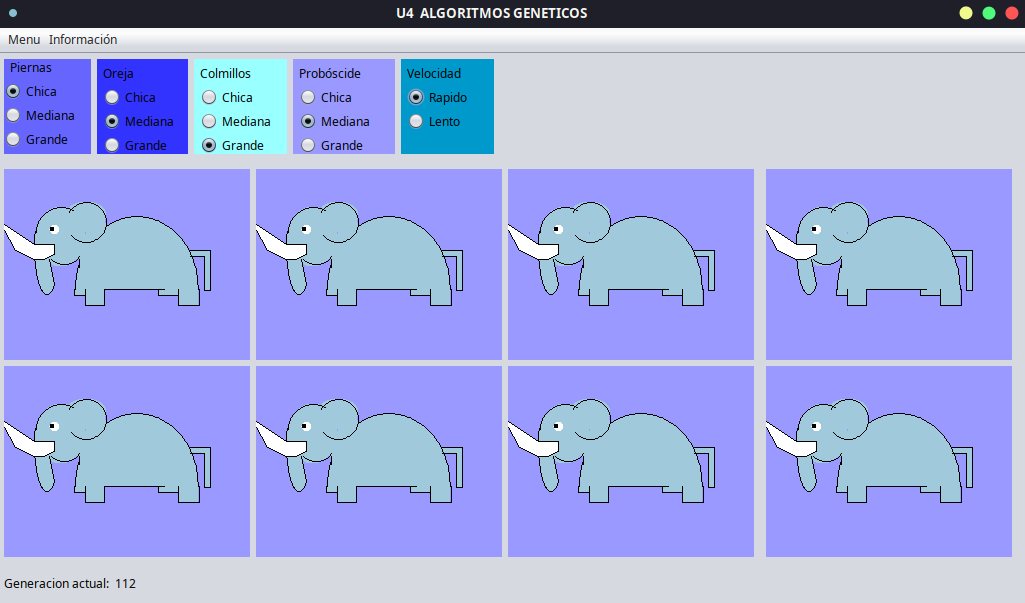 U4 ALGORITMOS GENETICOS
Menu Información
Piernas
Chica
Mediana
Grande
Oreja
Chica
Mediana
Grande
Colmillos
Chica
Mediana
Grande
Probóscide
Chica
Mediana
Grande
Velocidad
Rapido
Lento
Generacion actual: 112